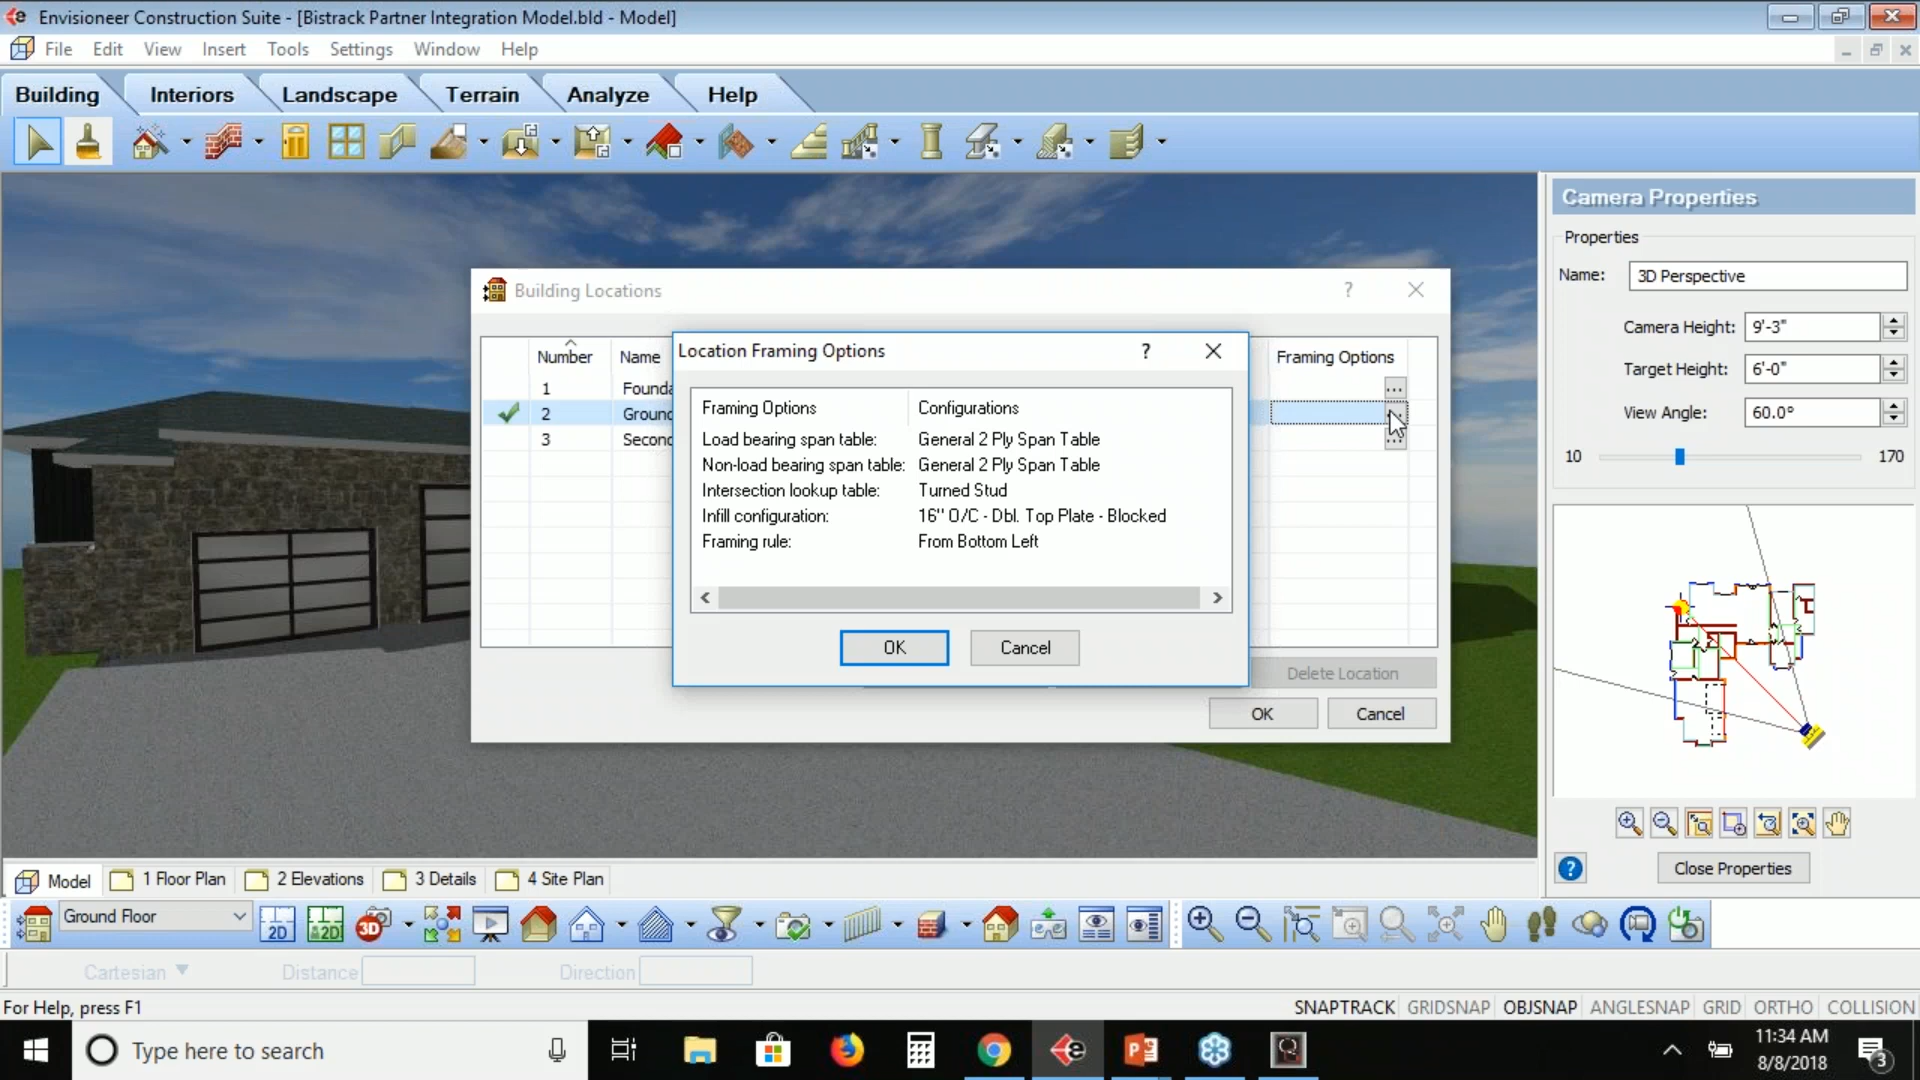 Envisioneer Construction Suite - [Bistrack Partner Integration Model.bld - Model]
File Edit View Insert Tools Settings Window Help
Building Interiors Landscape Terrain Analyze Help
Camera Properties
Properties
Name: 3D Perspective
Camera Height: 9'-3"
Target Height: 6'-0"
View Angle: 60.0°
10 170
Building Locations ?
Number Name Framing Options
1 Founda ...
2 Ground
3 Second ...
Location Framing Options ?
Framing Options Configurations
Load bearing span table: General 2 Ply Span Table
Non-load bearing span table: General 2 Ply Span Table
Intersection lookup table: Turned Stud
Infill configuration: 16" O/C - Dbl. Top Plate - Blocked
Framing rule: From Bottom Left
OK Cancel
Delete Location
OK Cancel
Close Properties
Model 1 Floor Plan 2 Elevations 3 Details 4 Site Plan
Ground Floor 2D 2D 3D
Cartesian Distance Direction
For Help, press F1
SNAPTRACK GRIDSNAP OBJSNAP ANGLESNAP GRID ORTHO COLLISION
Type here to search
11:34 AM
8/8/2018
3